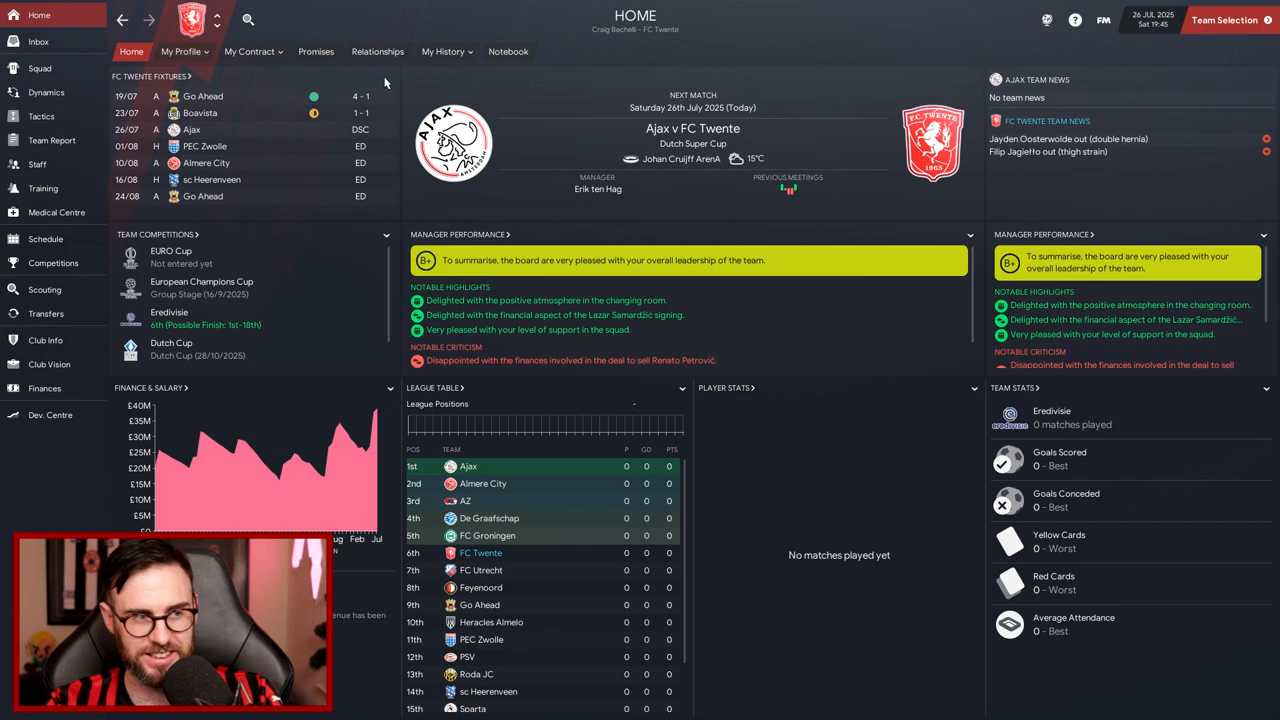 Home
HOME
Craig Bechelli - FC Twente
FM
26 JUL 2025
Sat 19:45
Team Selection
Inbox
Squad
Dynamics
Tactics
Team Report
Staff
Training
Medical Centre
Schedule
Competitions
Scouting
Transfers
Club Info
Club Vision
Finances
Dev. Centre
Home My Profile My Contract Promises Relationships My History Notebook
FC TWENTE FIXTURES
19/07 A Go Ahead 4 - 1
23/07 A Boavista 1 - 1
26/07 A Ajax DSC
01/08 H PEC Zwolle ED
10/08 A Almere City ED
16/08 H sc Heerenveen ED
24/08 A Go Ahead ED
NEXT MATCH
Saturday 26th July 2025 (Today)
Ajax v FC Twente
Dutch Super Cup
Johan Cruijff ArenA 15°C
MANAGER
Erik ten Hag
PREVIOUS MEETINGS
AJAX
AMSTERDAM
F.C. TWENTE
1965
AJAX TEAM NEWS
No team news
FC TWENTE TEAM NEWS
Jayden Oosterwolde out (double hernia)
Filip Jagiełło out (thigh strain)
TEAM COMPETITIONS
EURO Cup
Not entered yet
European Champions Cup
Group Stage (16/9/2025)
Eredivisie
6th (Possible Finish: 1st-18th)
Dutch Cup
Dutch Cup (28/10/2025)
MANAGER PERFORMANCE
B+ To summarise, the board are very pleased with your overall leadership of the team.
NOTABLE HIGHLIGHTS
Delighted with the positive atmosphere in the changing room.
Delighted with the financial aspect of the Lazar Samardžić signing.
Very pleased with your level of support in the squad.
NOTABLE CRITICISM
Disappointed with the finances involved in the deal to sell Renato Petrović.
MANAGER PERFORMANCE
B+ To summarise, the board are very pleased with your
overall leadership of the team.
NOTABLE HIGHLIGHTS
Delighted with the positive atmosphere in the changing room.
Delighted with the financial aspect of the Lazar Samardžić...
Very pleased with your level of support in the squad.
NOTABLE CRITICISM
Disappointed with the finances involved in the deal to sell
FINANCE & SALARY
£40M
£35M
£30M
£25M
£20M
£15M
£10M
£5M
£0
ug Feb Jul
N
enue has been
LEAGUE TABLE
League Positions -
POS TEAM P GD PTS
1st Ajax 0 0 0
2nd Almere City 0 0 0
3rd AZ 0 0 0
4th De Graafschap 0 0 0
5th FC Groningen 0 0 0
6th FC Twente 0 0 0
7th FC Utrecht 0 0 0
8th Feyenoord 0 0 0
9th Go Ahead 0 0 0
10th Heracles Almelo 0 0 0
11th PEC Zwolle 0 0 0
12th PSV 0 0 0
13th Roda JC 0 0 0
14th sc Heerenveen 0 0 0
15th Sparta 0 0 0
PLAYER STATS
No matches played yet
TEAM STATS
Eredivisie
0 matches played
Goals Scored
0 - Best
Goals Conceded
0 - Best
Yellow Cards
0 - Worst
Red Cards
0 - Worst
Average Attendance
0 - Best